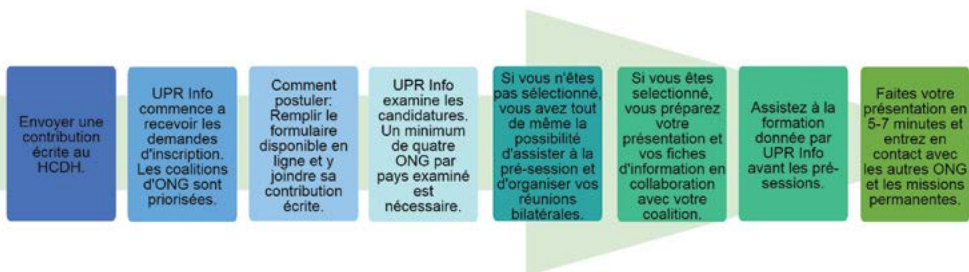 Envoyer une
contribution
écrite au
HCDH.
UPR Info
commence a
recevoir les
demandes
d'inscription.
Les coalitions
d'ONG sont
priorisées.
Comment
postuler:
Remplir le
formulaire
disponible en
ligne et y
joindre sa
contribution
écrite.
UPR Info
examine les
candidatures.
Un minimum
de quatre
ONG par
pays examiné
est
nécessaire.
Si vous n'êtes
pas sélectionné,
vous avez tout
de même la
possibilité
d'assister à la
pré-session et
d'organiser vos
réunions
bilatérales.
Si vous êtes
selectionné,
vous préparez
votre
présentation et
vos fiches
d'information en
collaboration
avec votre
coalition.
Assistez à la
formation
donnée par
UPR Info
avant les pré-
sessions.
Faites votre
présentation en
5-7 minutes et
entrez en
contact avec
les autres ONG
et les missions
permanentes.